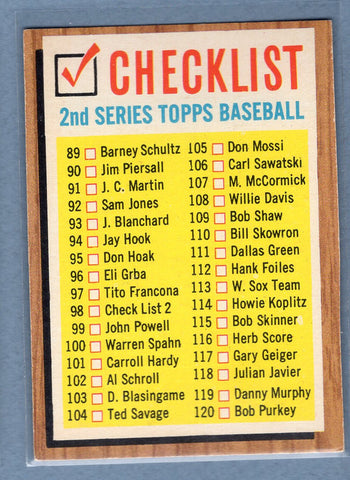 CHECKLIST
2nd SERIES TOPPS BASEBALL
89 Barney Schultz
90 Jim Piersall
91 J. C. Martin
92 Sam Jones
93 J. Blanchard
94 Jay Hook
95 Don Hoak
96 Eli Grba
97 Tito Francona
98 Check List 2
99 John Powell
100 Warren Spahn
101 Carroll Hardy
102 Al Schroll
103 D. Blasingame
104 Ted Savage
105 Don Mossi
106 Carl Sawatski
107 M. McCormick
108 Willie Davis
109 Bob Shaw
110 Bill Skowron
111 Dallas Green
112 Hank Foiles
113 W. Sox Team
114 Howie Koplitz
115 Bob Skinner
116 Herb Score
117 Gary Geiger
118 Julian Javier
119 Danny Murphy
120 Bob Purkey